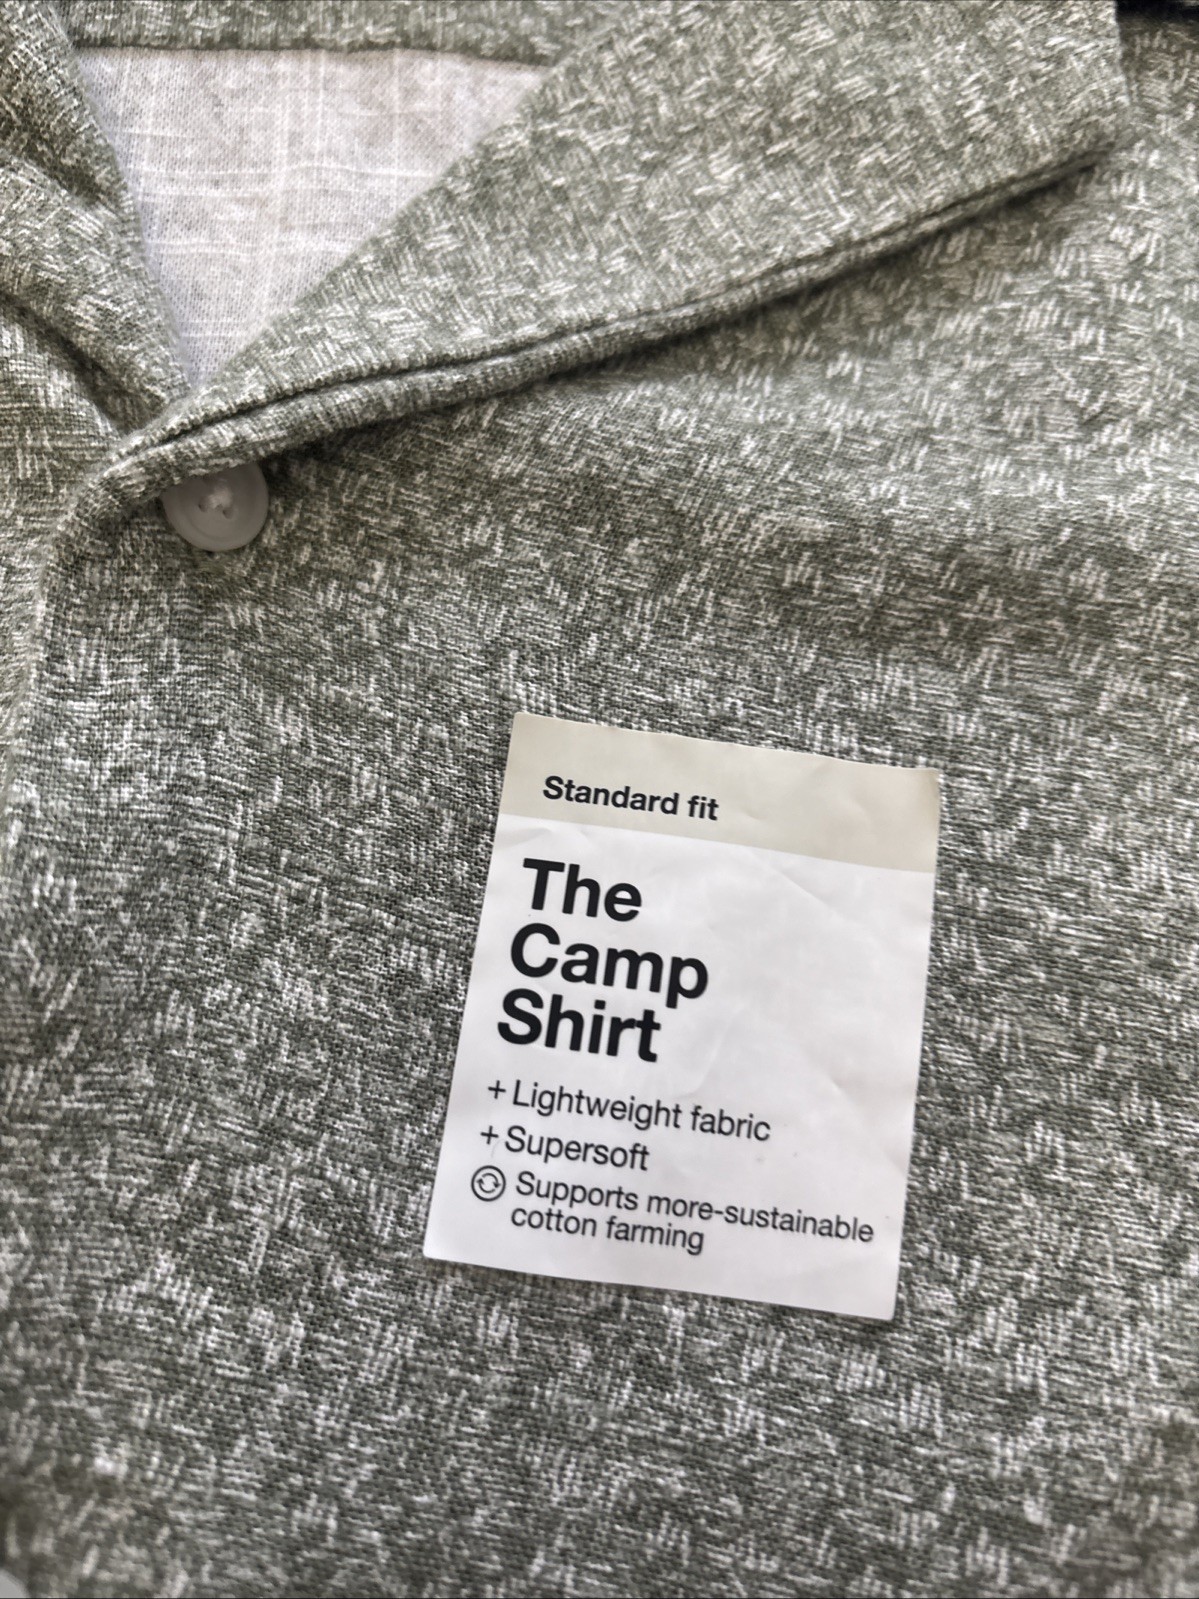 Standard fit
The
Camp
Shirt
+ Lightweight fabric
+ Supersoft
Supports more-sustainable
cotton farming